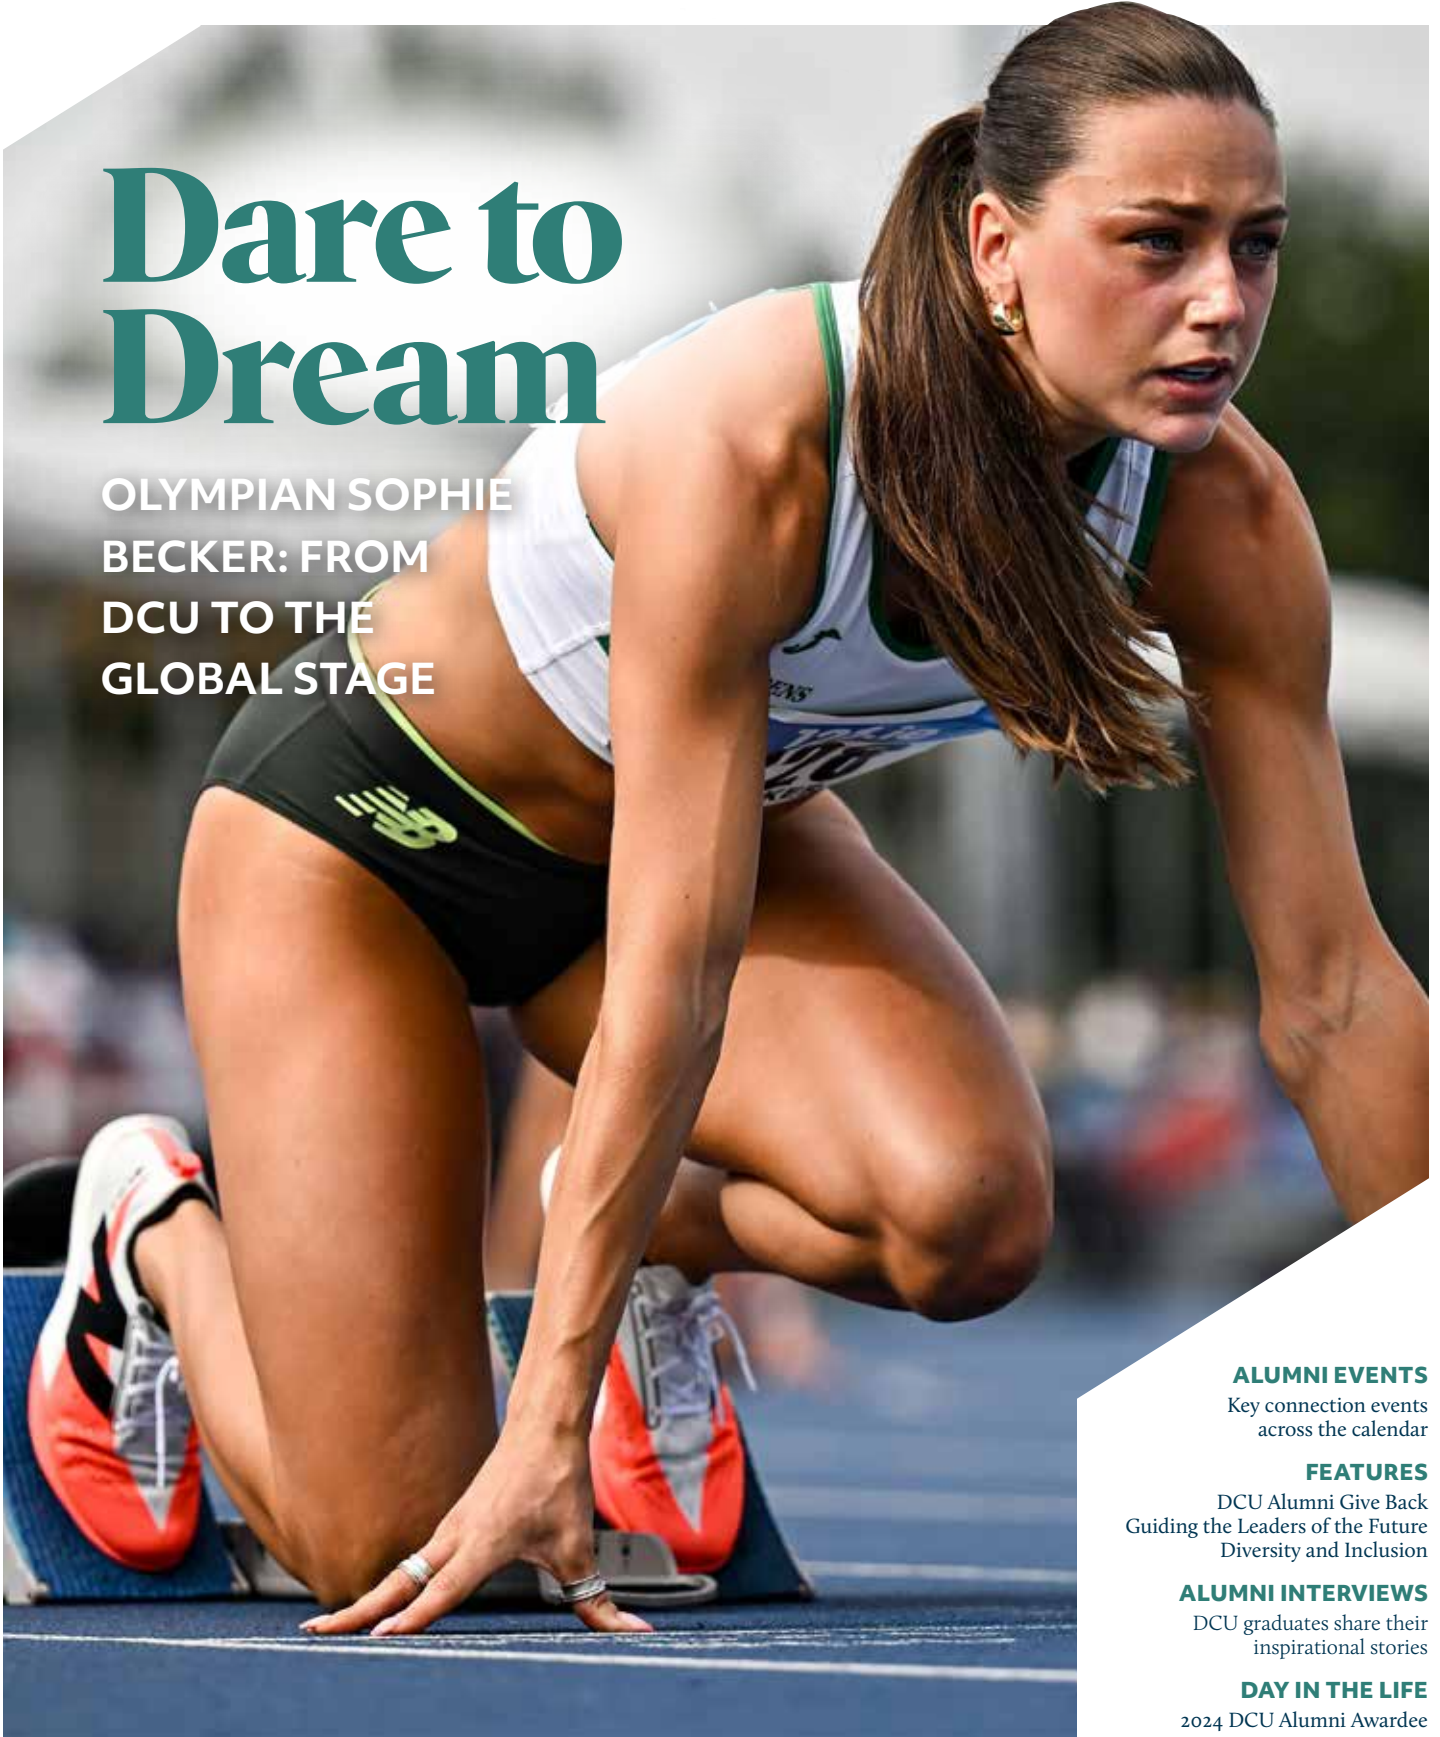 Dare to
Dream
OLYMPIAN SOPHIE
BECKER: FROM
DCU TO THE
GLOBAL STAGE
ALUMNI EVENTS
Key connection events
across the calendar
FEATURES
DCU Alumni Give Back
Guiding the Leaders of the Future
Diversity and Inclusion
ALUMNI INTERVIEWS
DCU graduates share their
inspirational stories
DAY IN THE LIFE
2024 DCU Alumni Awardee